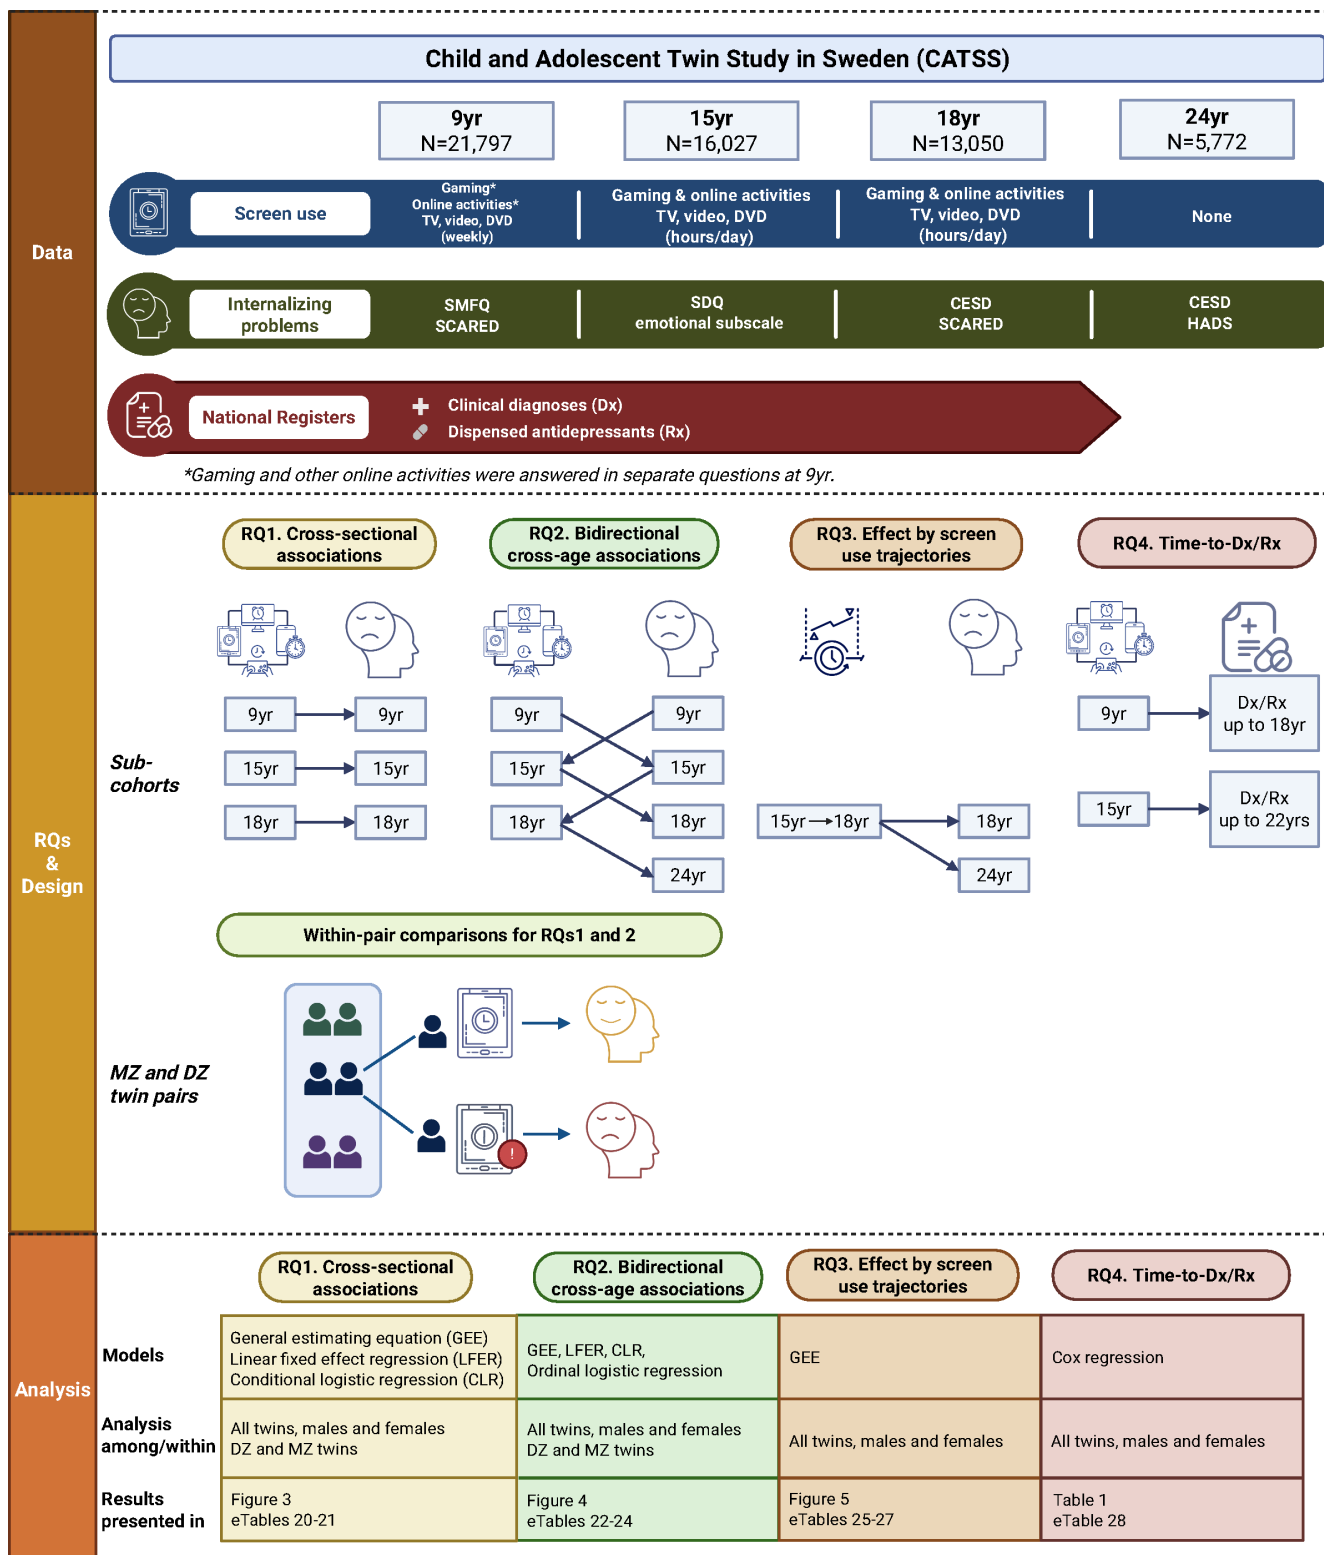 Child and Adolescent Twin Study in Sweden (CATSS)
9yr
N=21,797
15yr
N=16,027
18yr
N=13,050
24yr
N=5,772
Data
Screen use
Gaming*
Online activities*
TV, video, DVD
(weekly)
Gaming & online activities
TV, video, DVD
(hours/day)
Gaming & online activities
TV, video, DVD
(hours/day)
None
Internalizing
problems
SMFQ
SCARED
SDQ
emotional subscale
CESD
SCARED
CESD
HADS
National Registers
Clinical diagnoses (Dx)
Dispensed antidepressants (Rx)
*Gaming and other online activities were answered in separate questions at 9yr.
RQs
&
Design
RQ1. Cross-sectional
associations
RQ2. Bidirectional
cross-age associations
RQ3. Effect by screen
use trajectories
RQ4. Time-to-Dx/Rx
Sub-
cohorts
9yr
9yr
15yr
15yr
18yr
18yr
9yr
9yr
15yr
15yr
18yr
18yr
24yr
15yr
18yr
18yr
24yr
9yr
Dx/Rx
up to 18yr
15yr
Dx/Rx
up to 22yrs
Within-pair comparisons for RQs1 and 2
MZ and DZ
twin pairs
!
Analysis
RQ1. Cross-sectional
associations
RQ2. Bidirectional
cross-age associations
RQ3. Effect by screen
use trajectories
RQ4. Time-to-Dx/Rx
Models
General estimating equation (GEE)
Linear fixed effect regression (LFER)
Conditional logistic regression (CLR)
GEE, LFER, CLR,
Ordinal logistic regression
GEE
Cox regression
Analysis
among/within
All twins, males and females
DZ and MZ twins
All twins, males and females
DZ and MZ twins
All twins, males and females
All twins, males and females
Results
presented in
Figure 3
eTables 20-21
Figure 4
eTables 22-24
Figure 5
eTables 25-27
Table 1
eTable 28